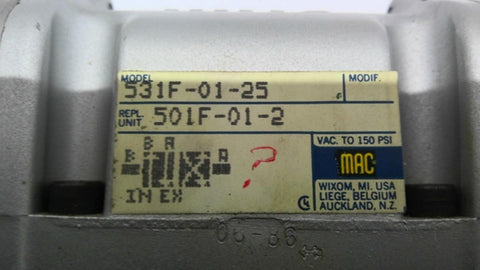 MODEL MODIF.
531F-01-25
REPL. UNIT 501F-01-2
VAC. TO 150 PSI
B A
B A
?
MAC
IN EX
WIXOM, MI. USA
LIEGE, BELGIUM
AUCKLAND, N.Z.